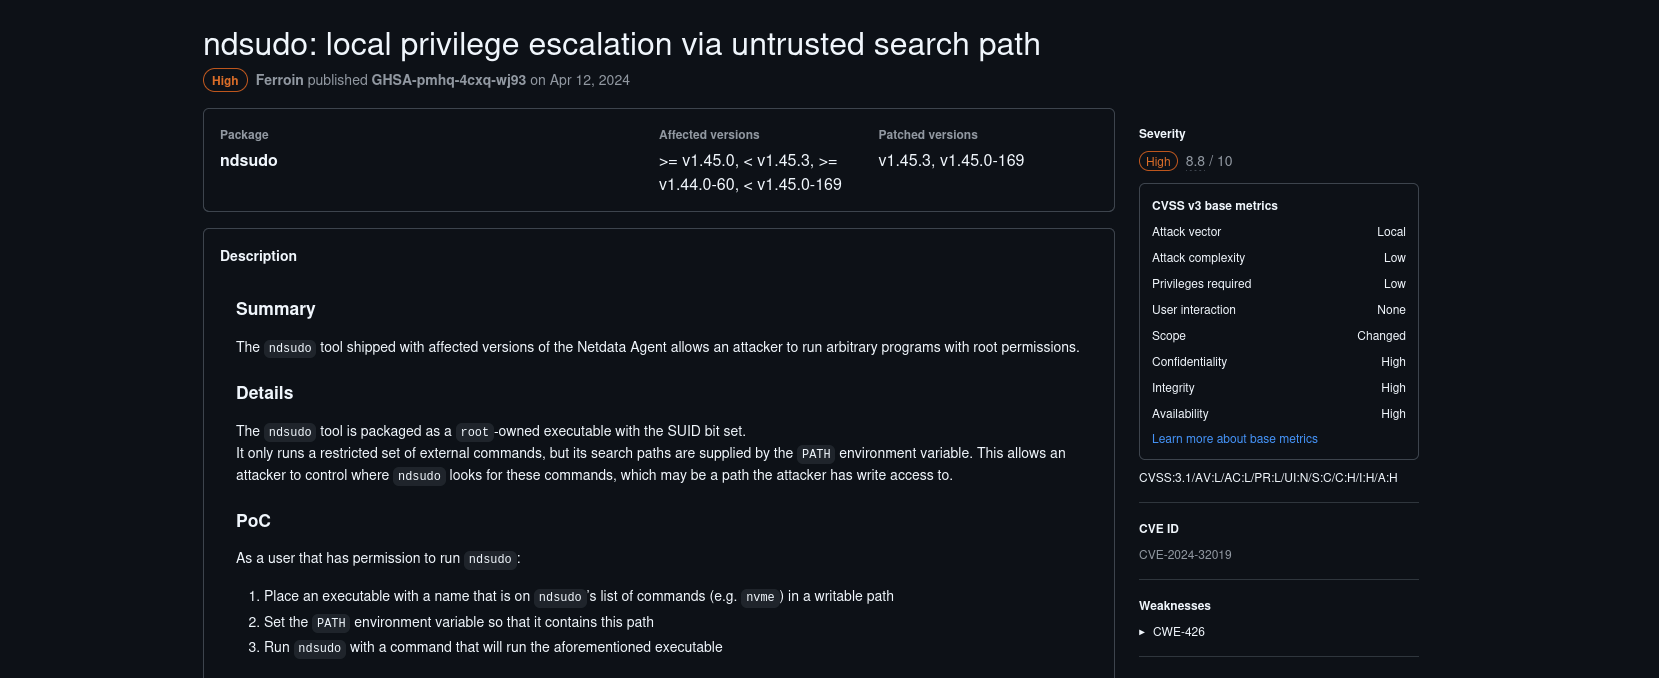 ndsudo: local privilege escalation via untrusted search path
High Ferroin published GHSA-pmhq-4cxq-wj93 on Apr 12, 2024
Package
ndsudo
Affected versions
>= v1.45.0, < v1.45.3, >=
v1.44.0-60, < v1.45.0-169
Patched versions
v1.45.3, v1.45.0-169
Description
Summary
The ndsudo tool shipped with affected versions of the Netdata Agent allows an attacker to run arbitrary programs with root permissions.
Details
The ndsudo tool is packaged as a root-owned executable with the SUID bit set.
It only runs a restricted set of external commands, but its search paths are supplied by the PATH environment variable. This allows an
attacker to control where ndsudo looks for these commands, which may be a path the attacker has write access to.
PoC
As a user that has permission to run ndsudo:
1. Place an executable with a name that is on ndsudo's list of commands (e.g. nvme) in a writable path
2. Set the PATH environment variable so that it contains this path
3. Run ndsudo with a command that will run the aforementioned executable
Severity
High 8.8 / 10
CVSS v3 base metrics
Attack vector Local
Attack complexity Low
Privileges required Low
User interaction None
Scope Changed
Confidentiality High
Integrity High
Availability High
Learn more about base metrics
CVSS:3.1/AV:L/AC:L/PR:L/UI:N/S:C/C:H/I:H/A:H
CVE ID
CVE-2024-32019
Weaknesses
▸ CWE-426